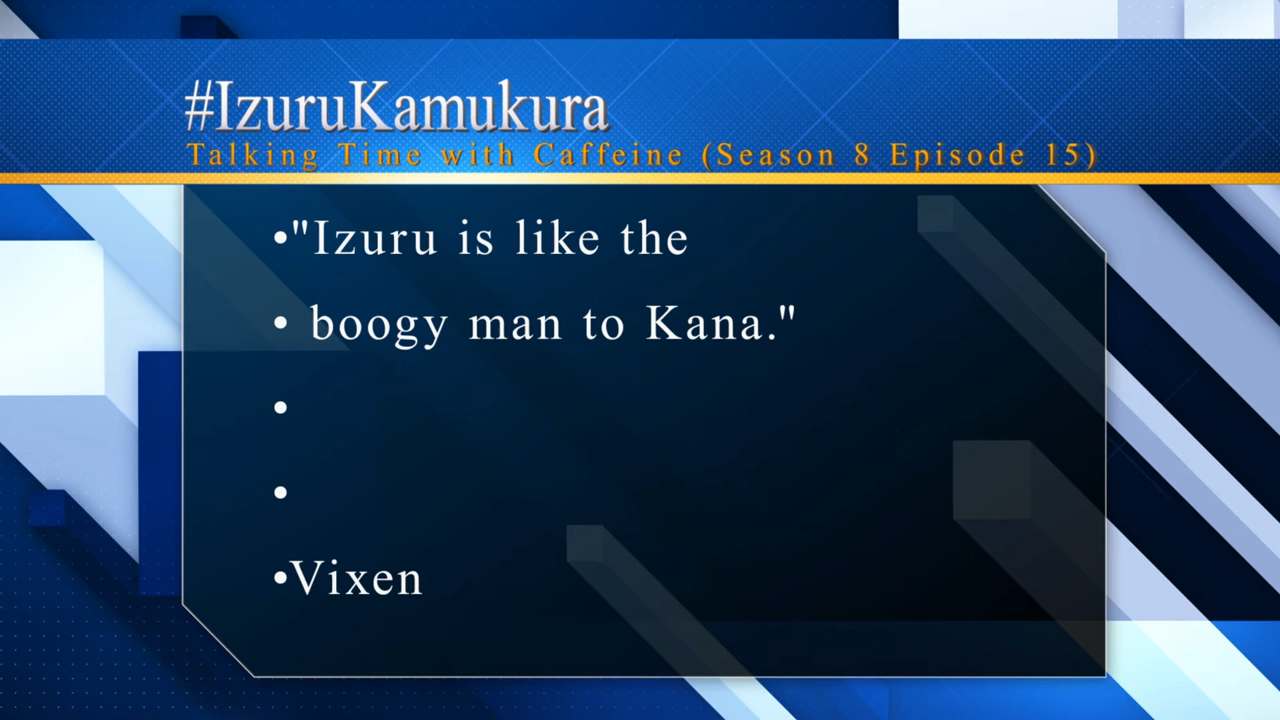 #IzuruKamukura
Talking Time with Caffeine (Season 8 Episode 15)
•"Izuru is like the
• boogy man to Kana."
•
•
•Vixen